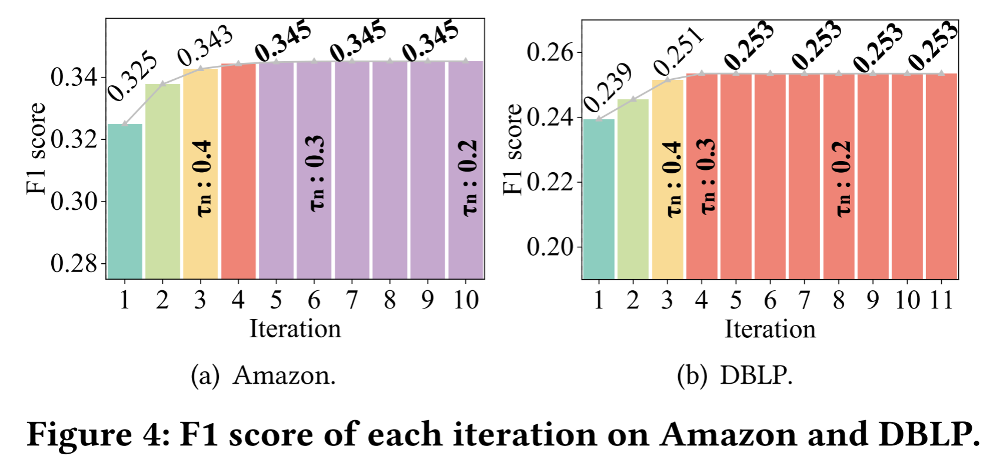 0.325
0.343
0.345
0.345
0.345
F1 score
0.34
0.32
0.30
0.28
τn : 0.4
τn : 0.3
τn : 0.2
1 2 3 4 5 6 7 8 9 10
Iteration
(a) Amazon.
0.239
0.251
0.253
0.253
0.253
0.253
F1 score
0.26
0.24
0.22
0.20
τn : 0.4
τn : 0.3
τn : 0.2
1 2 3 4 5 6 7 8 9 10 11
Iteration
(b) DBLP.
Figure 4: F1 score of each iteration on Amazon and DBLP.